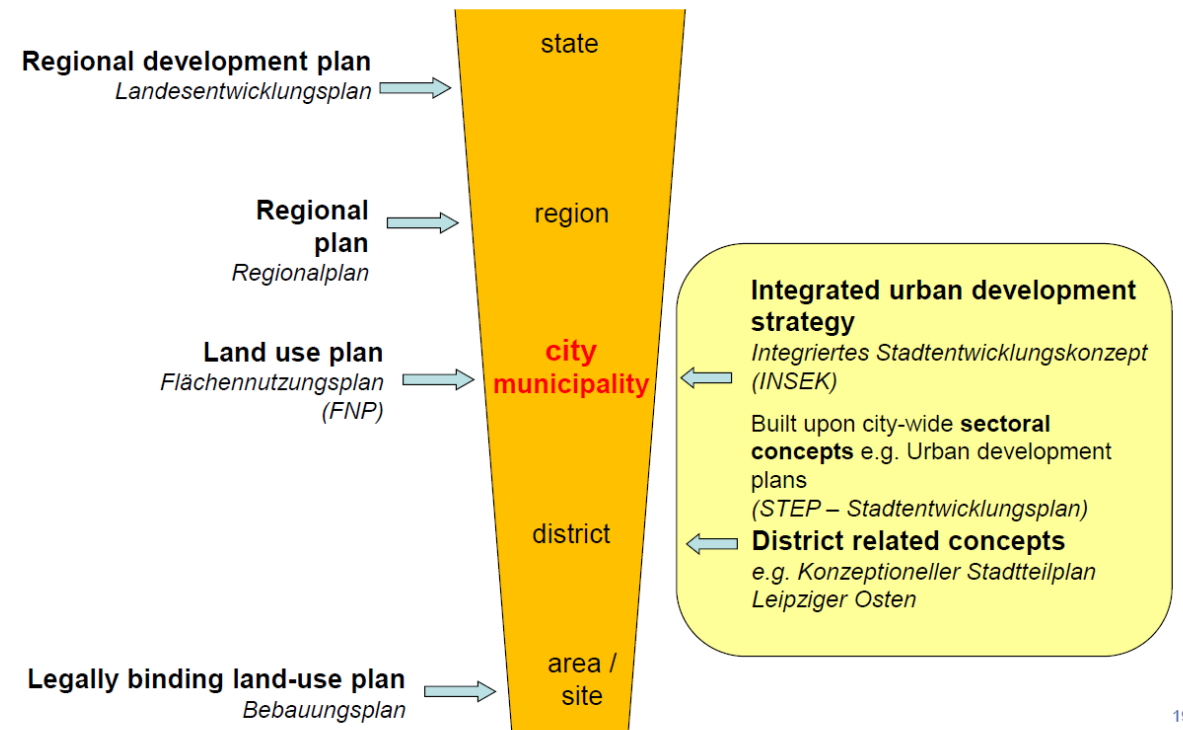 state
Regional development plan
Landesentwicklungsplan
Regional
plan
Regionalplan
region
Land use plan
Flächennutzungsplan
(FNP)
city
municipality
Integrated urban development
strategy
Integriertes Stadtentwicklungskonzept
(INSEK)
Built upon city-wide sectoral
concepts e.g. Urban development
plans
(STEP – Stadtentwicklungsplan)
district
District related concepts
e.g. Konzeptioneller Stadtteilplan
Leipziger Osten
Legally binding land-use plan
Bebauungsplan
area /
site